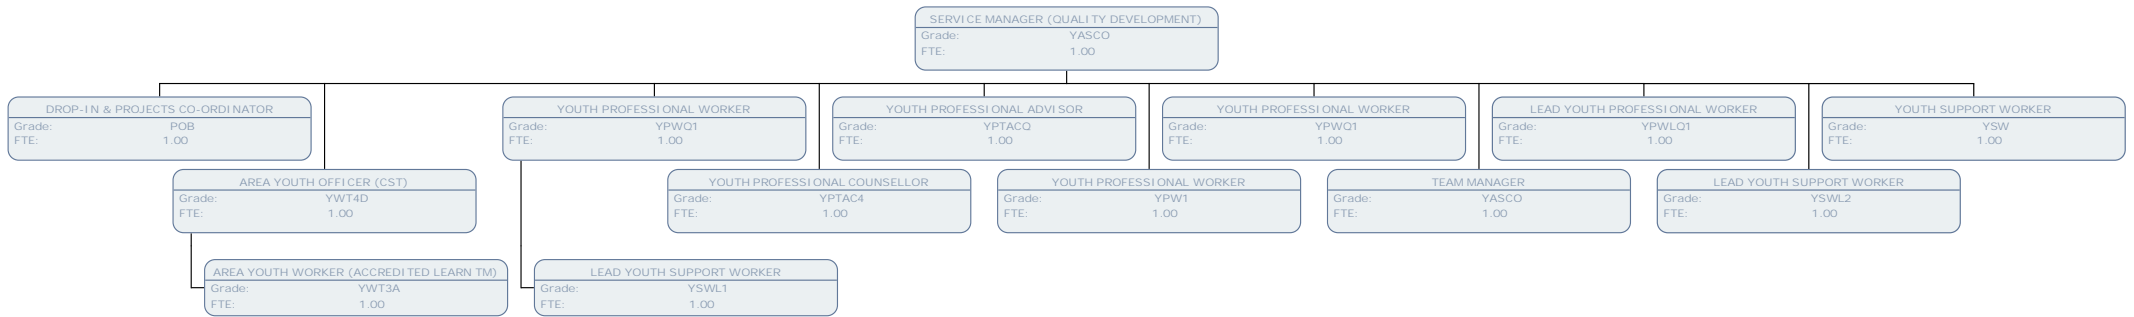 SERVICE MANAGER (QUALITY DEVELOPMENT)
Grade: YASCO
FTE: 1.00
DROP-IN & PROJECTS CO-ORDINATOR
Grade: POB
FTE: 1.00
YOUTH PROFESSIONAL WORKER
Grade: YPWQ1
FTE: 1.00
YOUTH PROFESSIONAL ADVISOR
Grade: YPTACQ
FTE: 1.00
YOUTH PROFESSIONAL WORKER
Grade: YPWQ1
FTE: 1.00
LEAD YOUTH PROFESSIONAL WORKER
Grade: YPWLQ1
FTE: 1.00
YOUTH SUPPORT WORKER
Grade: YSW
FTE: 1.00
AREA YOUTH OFFICER (CST)
Grade: YWT4D
FTE: 1.00
YOUTH PROFESSIONAL COUNSELLOR
Grade: YPTAC4
FTE: 1.00
YOUTH PROFESSIONAL WORKER
Grade: YPW1
FTE: 1.00
TEAM MANAGER
Grade: YASCO
FTE: 1.00
LEAD YOUTH SUPPORT WORKER
Grade: YSWL2
FTE: 1.00
AREA YOUTH WORKER (ACCREDITED LEARN TM)
Grade: YWT3A
FTE: 1.00
LEAD YOUTH SUPPORT WORKER
Grade: YSWL1
FTE: 1.00